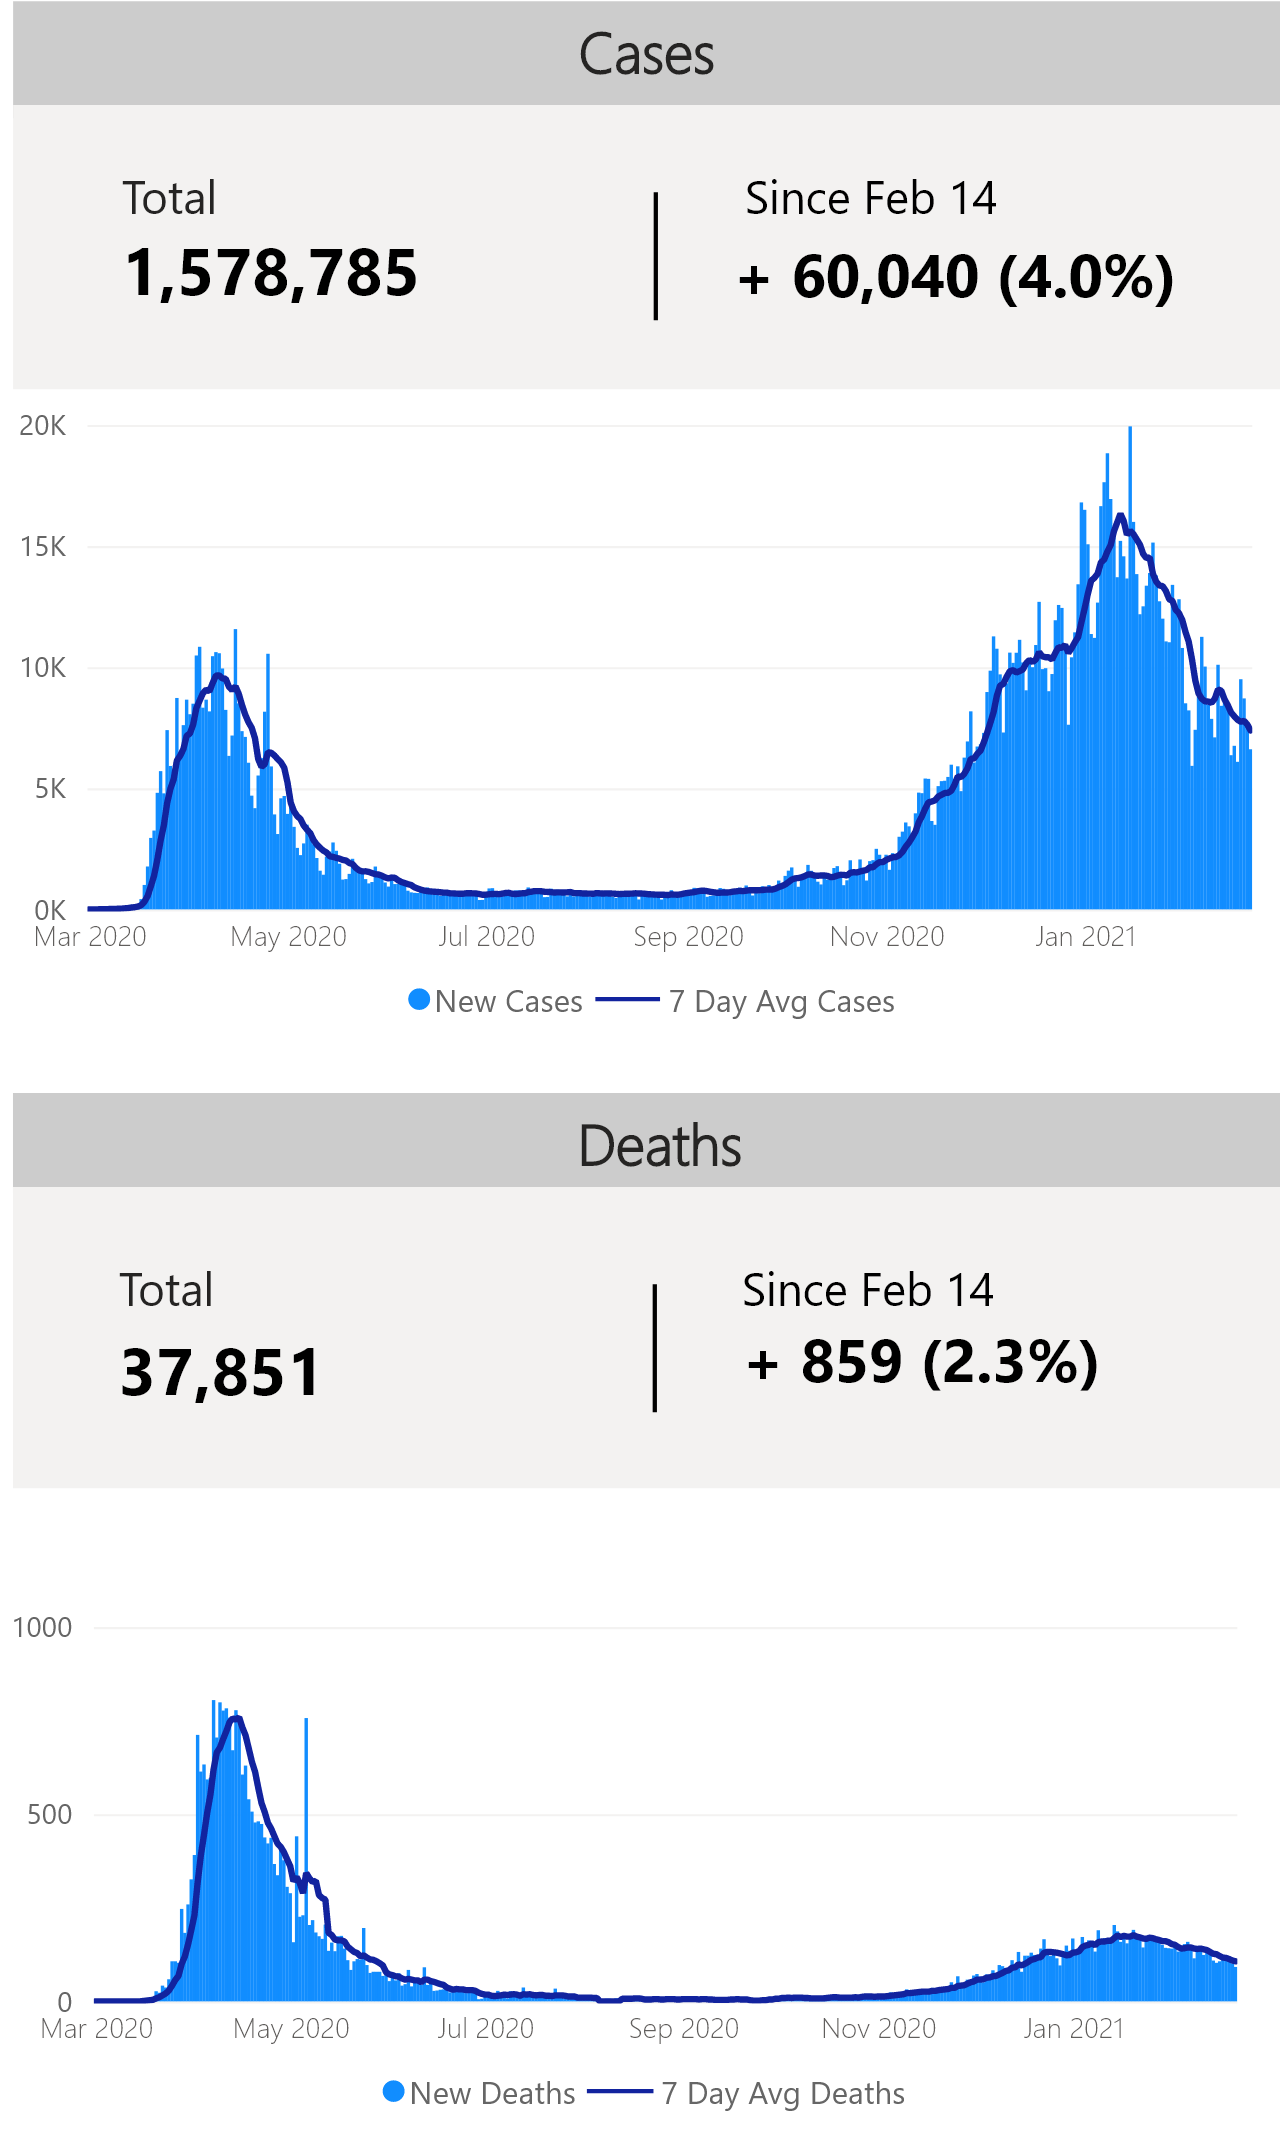 Cases
Total
Since Feb 14
1,578,785
+ 60,040 (4.0%)
20K
15K
10K
5K
0K
Mar 2020 May 2020 Jul 2020 Sep 2020 Nov 2020 Jan 2021
New Cases 7 Day Avg Cases
Deaths
Total
Since Feb 14
37,851
+ 859 (2.3%)
1000
500
0
Mar 2020 May 2020 Jul 2020 Sep 2020 Nov 2020 Jan 2021
New Deaths 7 Day Avg Deaths